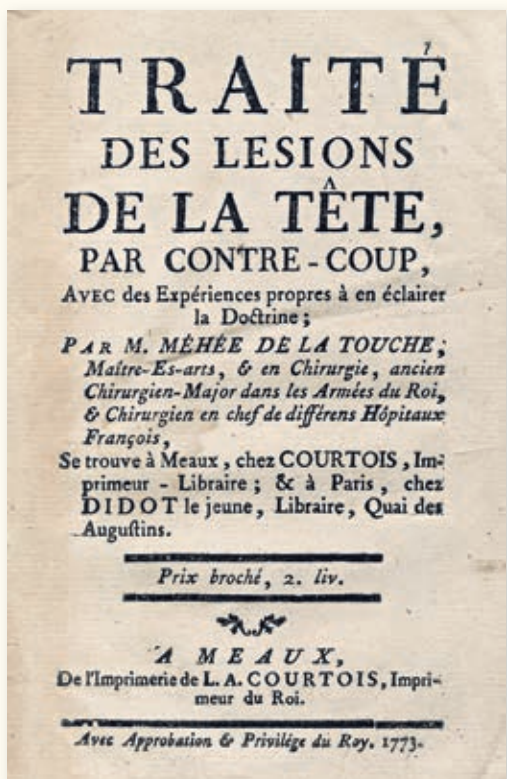 TRAITÉ
DES LESIONS
DE LA TÊTE,
PAR CONTRE-COUP,
AVEC des Expériences propres à en éclairer
la Doctrine ;
PAR M. MÉHÉE DE LA TOUCHE,
Maître-Es-arts, & en Chirurgie, ancien
Chirurgien-Major dans les Armées du Roi,
& Chirurgien en chef de différens Hôpitaux
François,
Se trouve à Meaux, chez COURTOIS, Im-
primeur - Libraire ; & à Paris, chez
DIDOT le jeune, Libraire, Quai des
Augustins.
Prix broché, 2. liv.
A MEAUX,
De l'Imprimerie de L. A. COURTOIS, Impri-
meur du Roi.
Avec Approbation & Privilége du Roy. 1773.